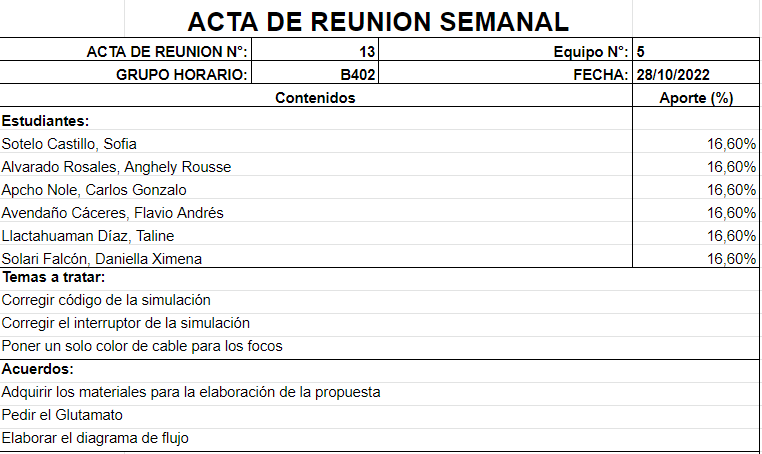 ACTA DE REUNION SEMANAL
ACTA DE REUNION N°: 13 Equipo N°: 5
GRUPO HORARIO: B402 FECHA: 28/10/2022
Contenidos Aporte (%)
Estudiantes:
Sotelo Castillo, Sofia 16,60%
Alvarado Rosales, Anghely Rousse 16,60%
Apcho Nole, Carlos Gonzalo 16,60%
Avendaño Cáceres, Flavio Andrés 16,60%
Llactahuaman Díaz, Taline 16,60%
Solari Falcón, Daniella Ximena 16,60%
Temas a tratar:
Corregir código de la simulación
Corregir el interruptor de la simulación
Poner un solo color de cable para los focos
Acuerdos:
Adquirir los materiales para la elaboración de la propuesta
Pedir el Glutamato
Elaborar el diagrama de flujo